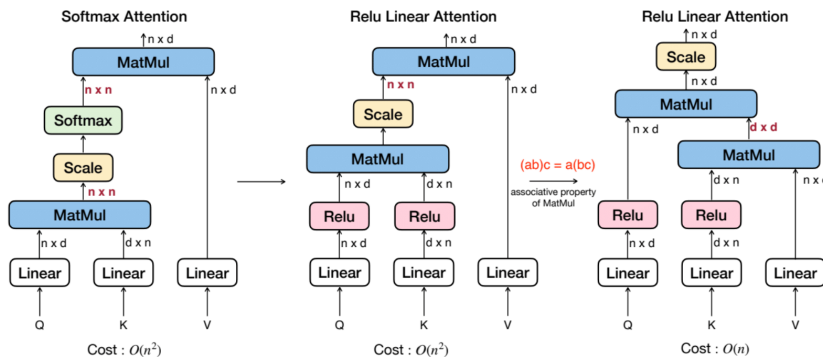 Softmax Attention
n x d
MatMul
n x n
n x d
Softmax
Scale
n x n
MatMul
n x d
d x n
Linear
Linear
Linear
Q
K
V
Cost : O(n²)
Relu Linear Attention
n x d
MatMul
n x n
n x d
Scale
MatMul
n x d
d x n
Relu
Relu
n x d
d x n
Linear
Linear
Linear
Q
K
V
Cost : O(n²)
(ab)c = a(bc)
associative property
of MatMul
Relu Linear Attention
n x d
Scale
n x d
MatMul
n x d
d x d
MatMul
d x n
n x d
Relu
Relu
n x d
d x n
Linear
Linear
Linear
Q
K
V
Cost : O(n)